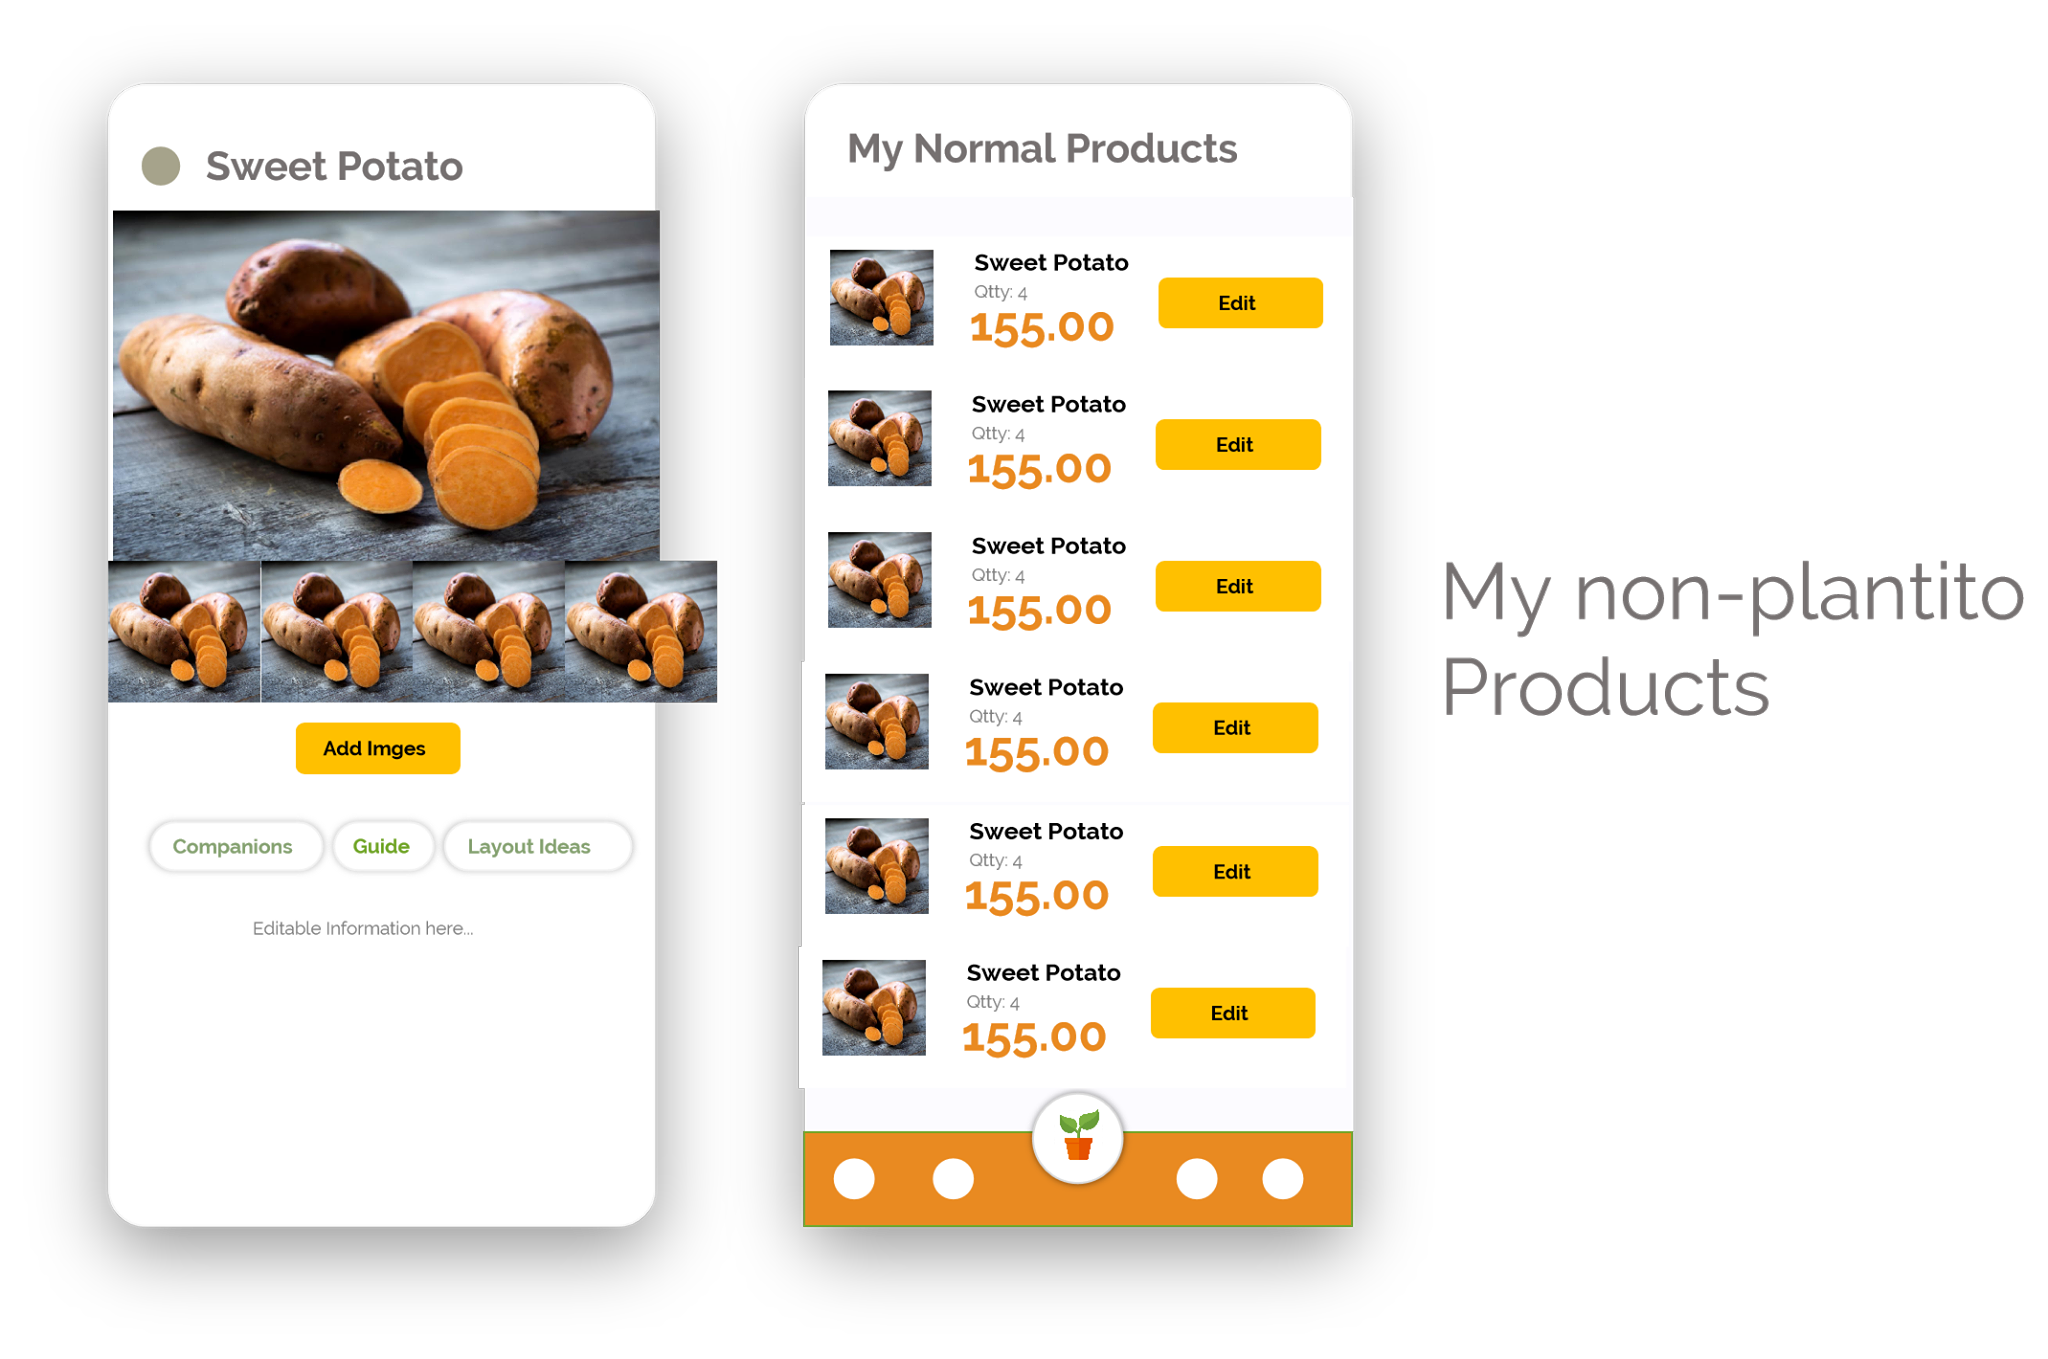 Sweet Potato
Add Imges
Companions
Guide
Layout Ideas
Editable Information here...
My Normal Products
Sweet Potato
Qtty: 4
155.00
Edit
Sweet Potato
Qtty: 4
155.00
Edit
Sweet Potato
Qtty: 4
155.00
Edit
Sweet Potato
Qtty: 4
155.00
Edit
Sweet Potato
Qtty: 4
155.00
Edit
Sweet Potato
Qtty: 4
155.00
Edit
My non-plantito
Products